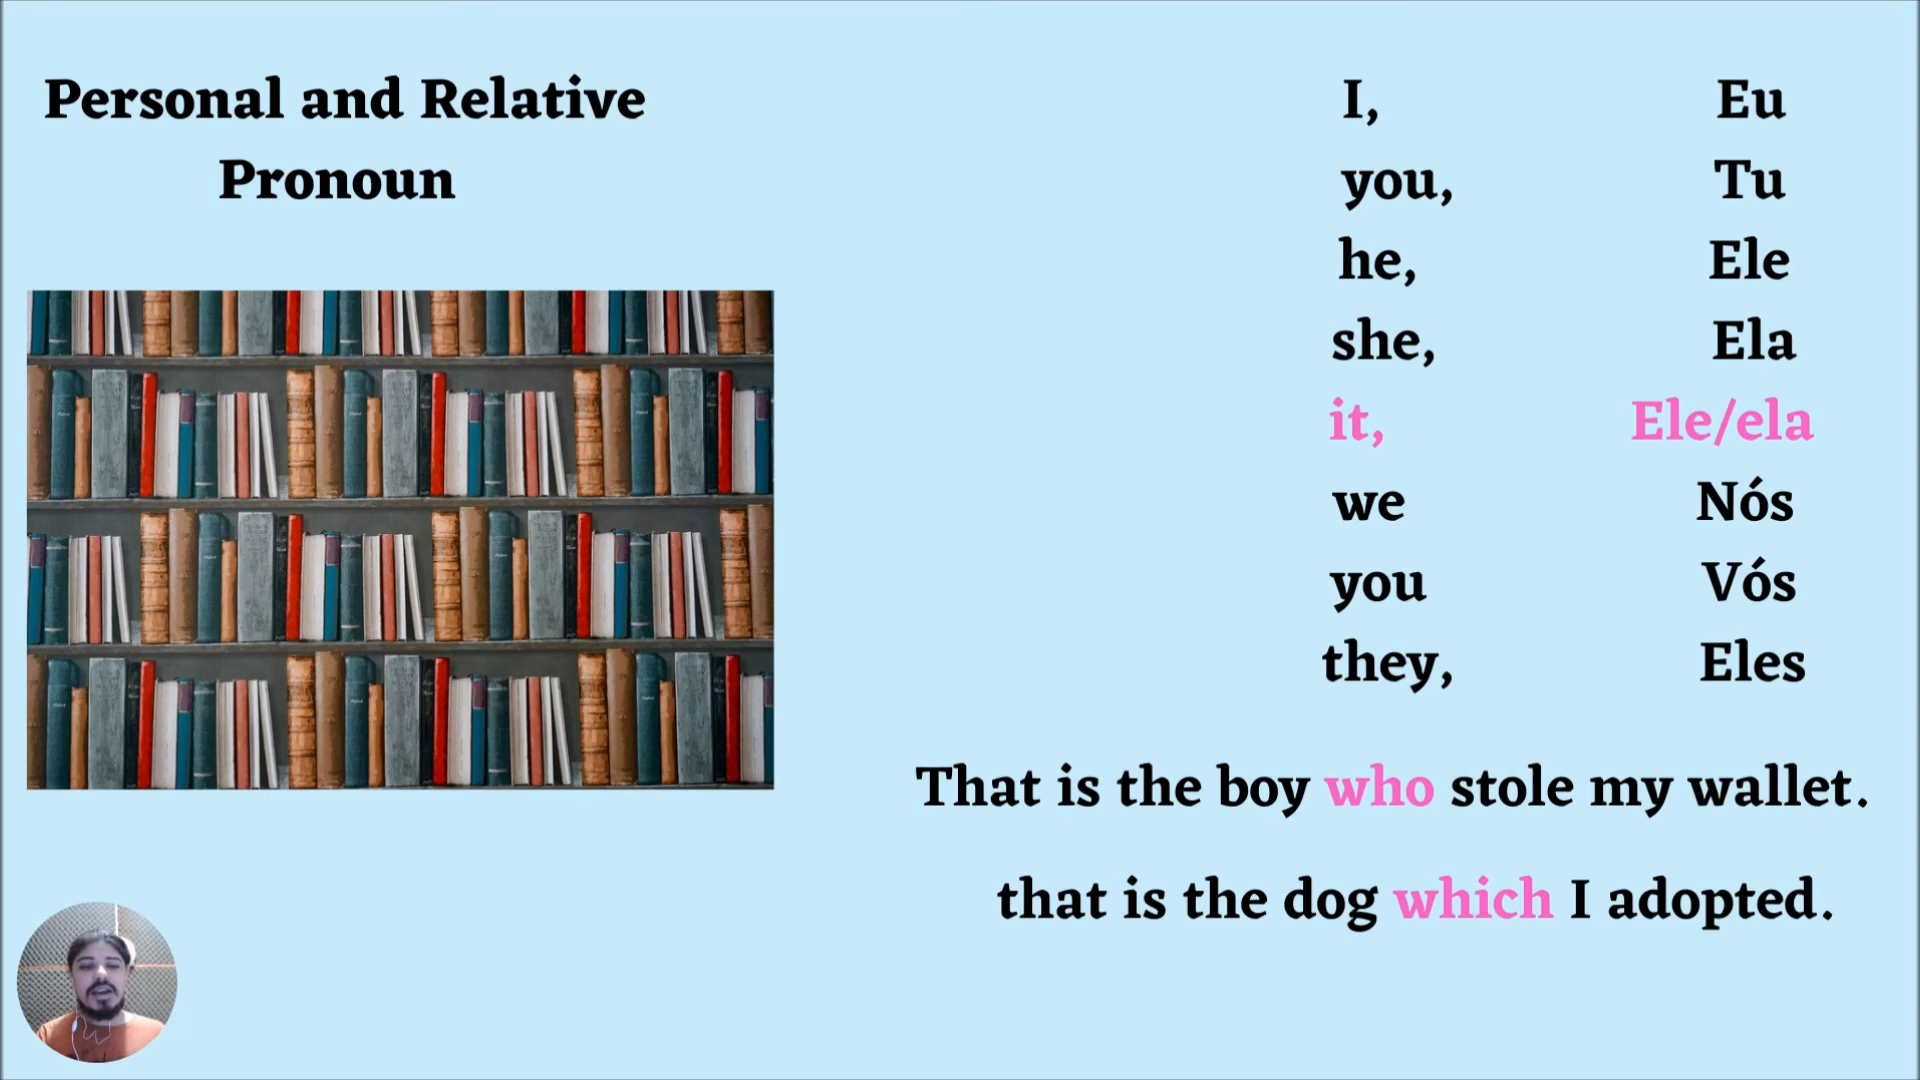 Personal and Relative
Pronoun
I, Eu
you, Tu
he, Ele
she, Ela
it, Ele/ela
we Nós
you Vós
they, Eles
That is the boy who stole my wallet.
that is the dog which I adopted.